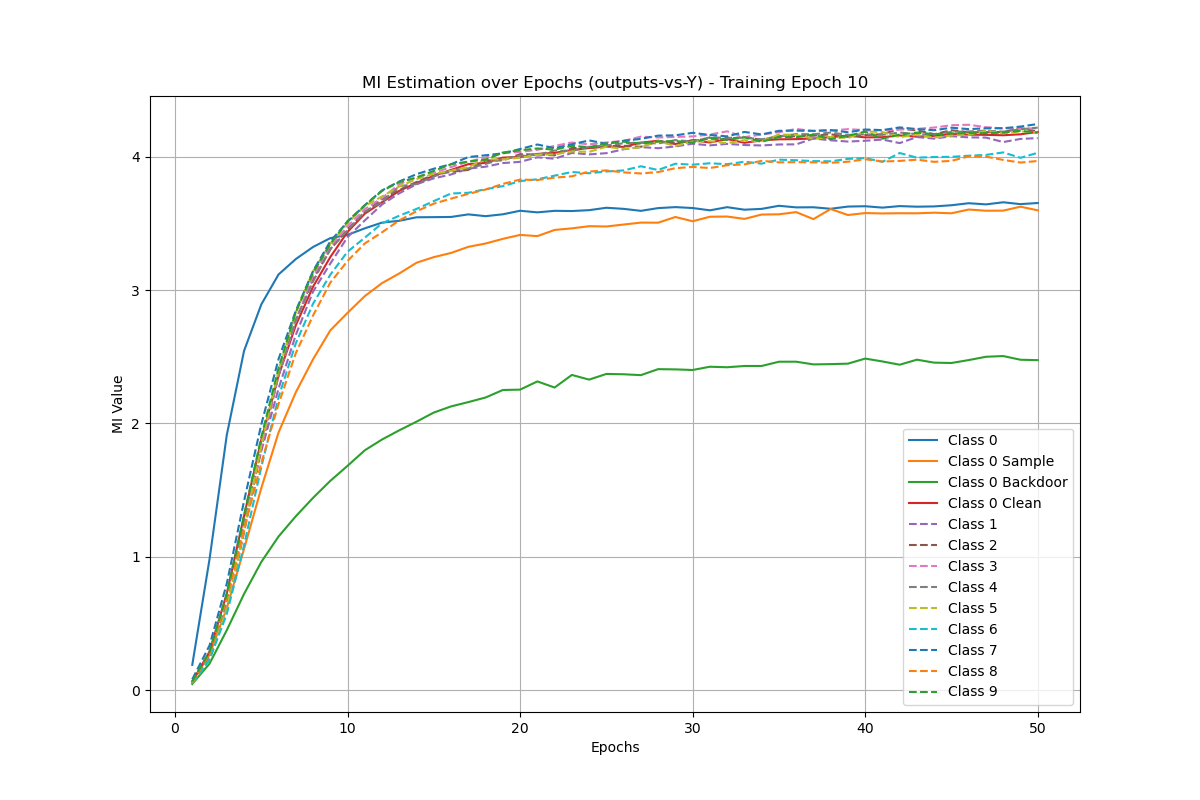 MI Estimation over Epochs (outputs-vs-Y) - Training Epoch 10
MI Value
4
3
2
1
0
0 10 20 30 40 50
Epochs
Class 0
Class 0 Sample
Class 0 Backdoor
Class 0 Clean
Class 1
Class 2
Class 3
Class 4
Class 5
Class 6
Class 7
Class 8
Class 9